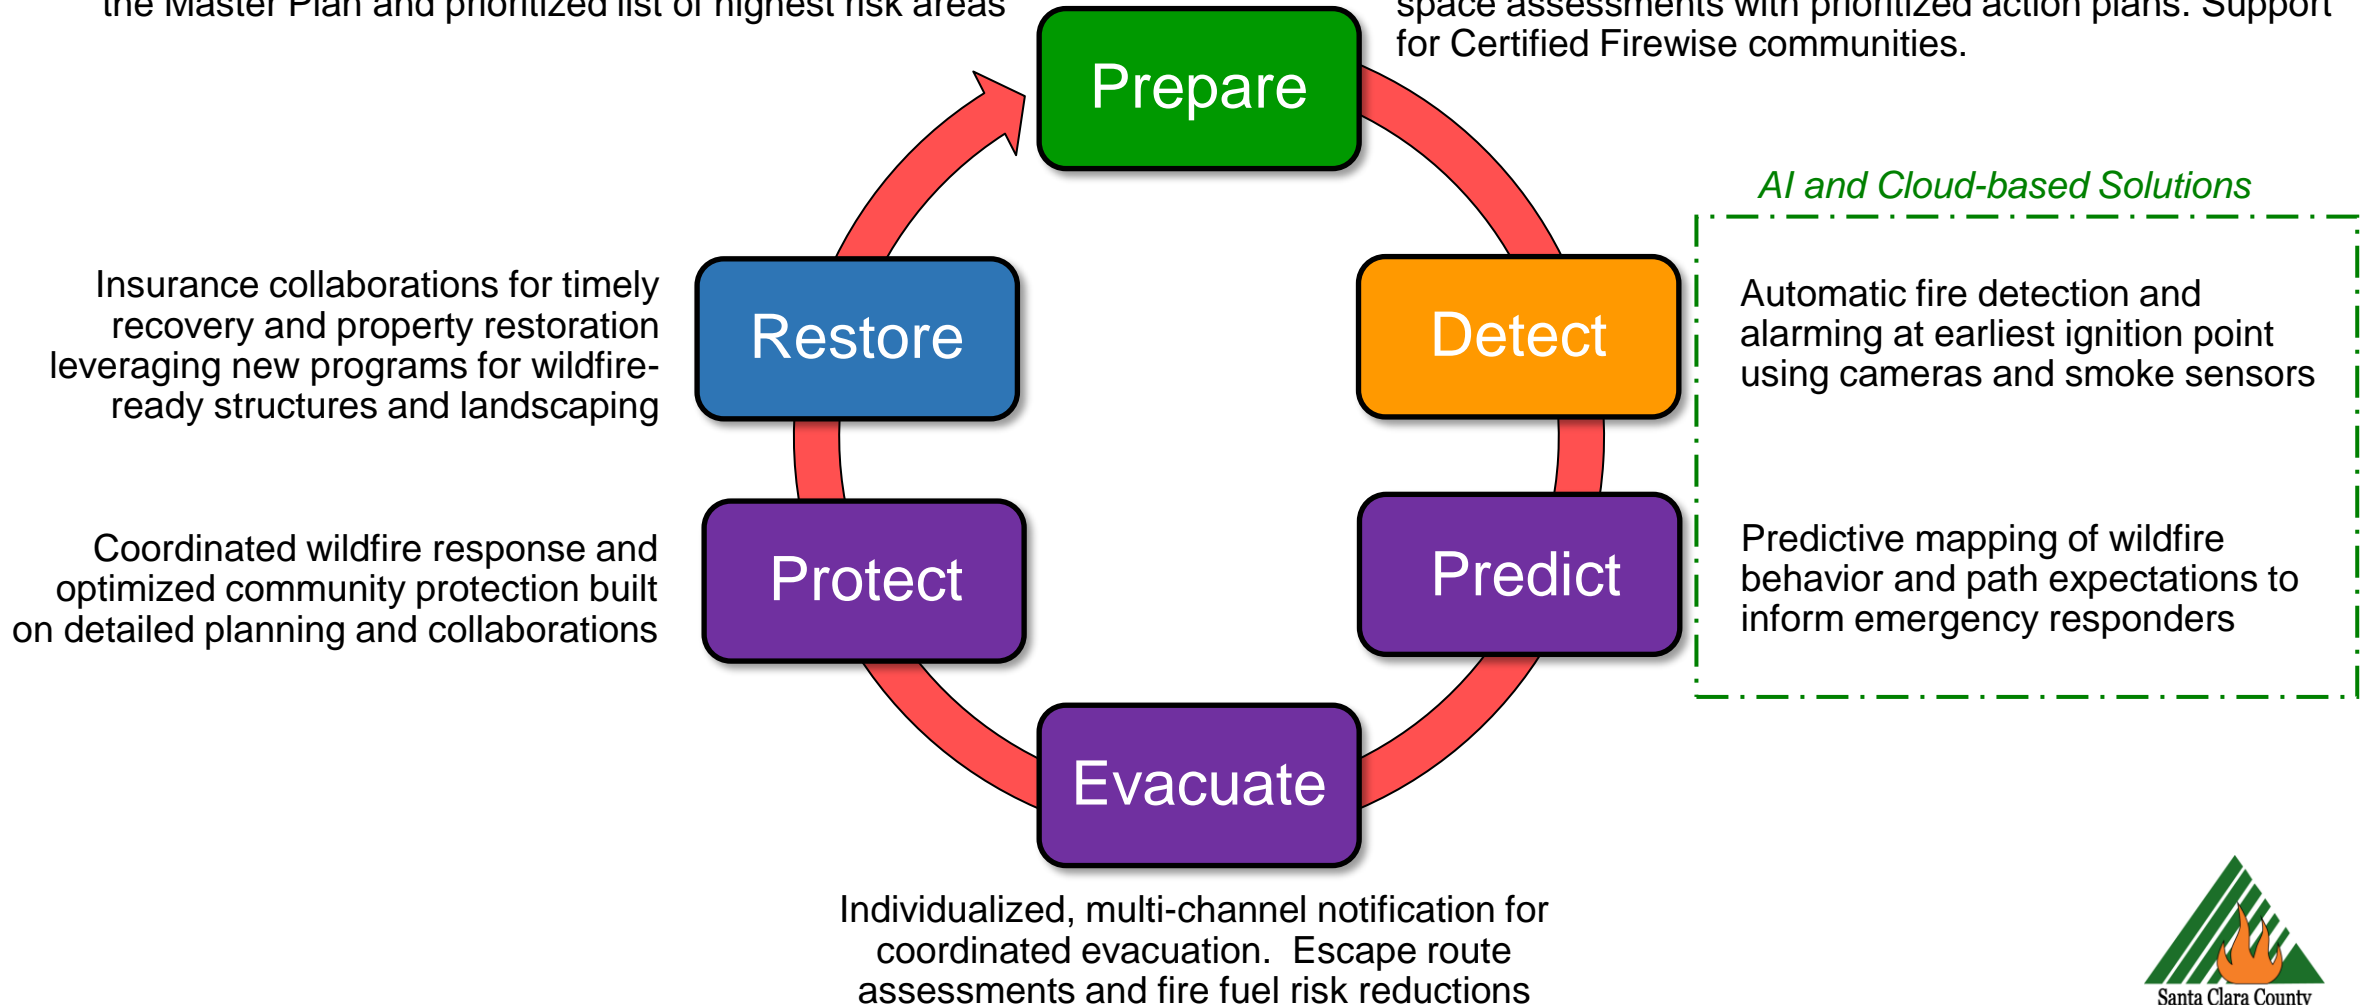 the Master Plan and prioritized list of highest risk areas
space assessments with prioritized action plans. Support
for Certified Firewise communities.
Prepare
AI and Cloud-based Solutions
Insurance collaborations for timely
recovery and property restoration
leveraging new programs for wildfire-
ready structures and landscaping
Restore
Detect
Automatic fire detection and
alarming at earliest ignition point
using cameras and smoke sensors
Coordinated wildfire response and
optimized community protection built
on detailed planning and collaborations
Protect
Predict
Predictive mapping of wildfire
behavior and path expectations to
inform emergency responders
Evacuate
Individualized, multi-channel notification for
coordinated evacuation.  Escape route
assessments and fire fuel risk reductions
Santa Clara County